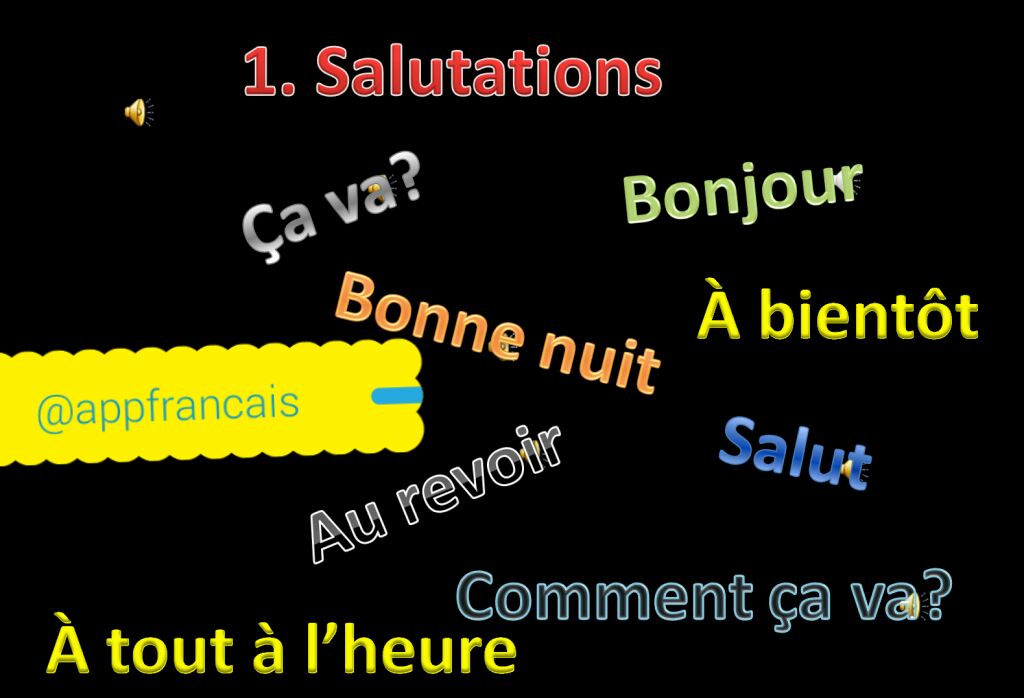 1. Salutations
Ça va?
Bonjour
Bonne nuit
À bientôt
@appfrancais
Salut
Au revoir
Comment ça va?
À tout à l’heure